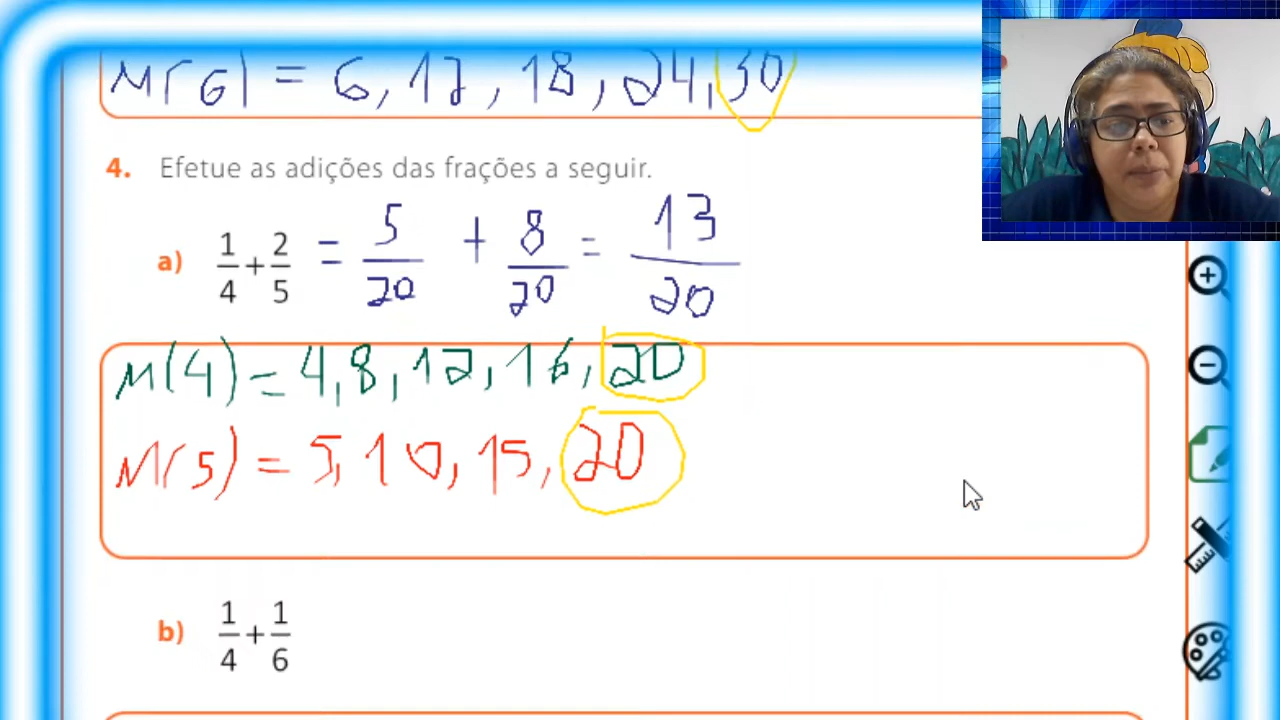 M(6) = 6, 12, 18, 24, 30
4. Efetue as adições das frações a seguir.
a) 1/4 + 2/5 = 5/20 + 8/20 = 13/20
M(4) = 4, 8, 12, 16, 20
M(5) = 5, 10, 15, 20
b) 1/4 + 1/6